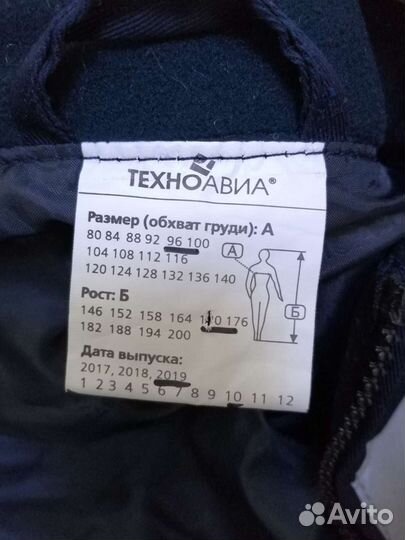 ТЕХНОАВИА®
Размер (обхват груди): А
80 84 88 92 96 100
104 108 112 116
120 124 128 132 136 140
А
Рост: Б
146 152 158 164 170 176
182 188 194 200
Б
Дата выпуска:
2017, 2018, 2019
1 2 3 4 5 6 7 8 9 10 11 12
Avito